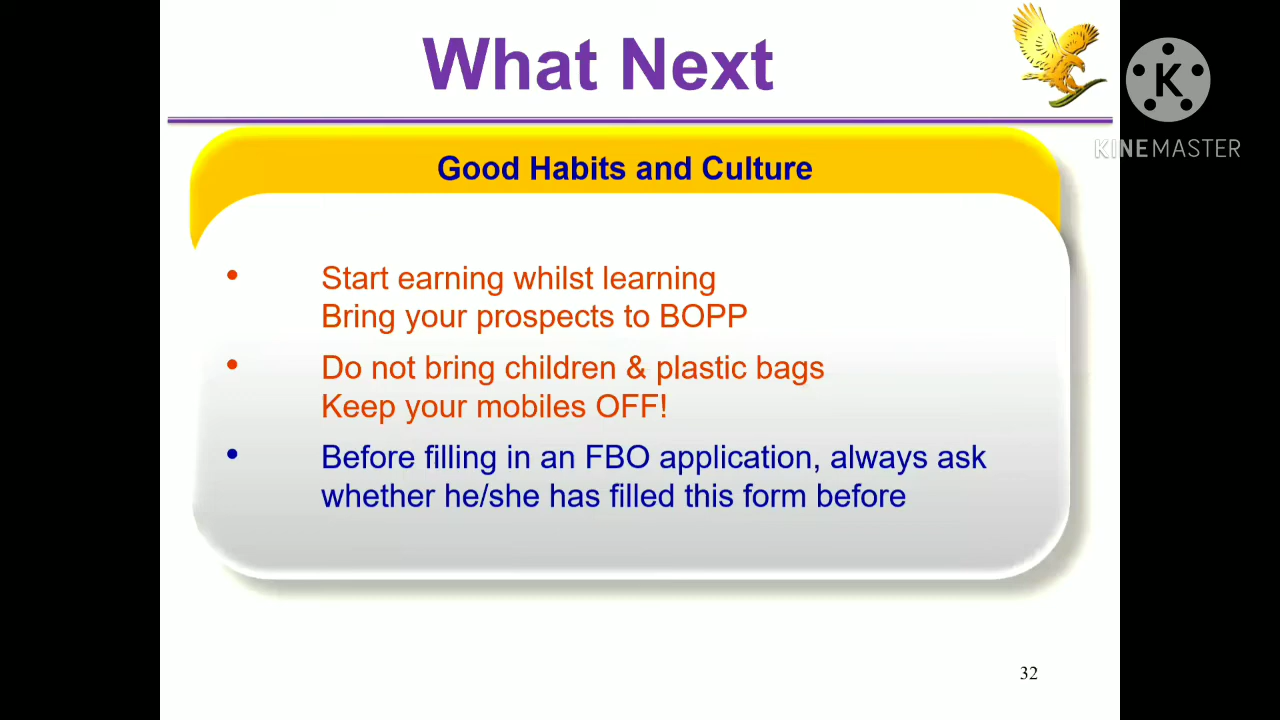 What Next
K
KINEMASTER
Good Habits and Culture
• Start earning whilst learning
Bring your prospects to BOPP
• Do not bring children & plastic bags
Keep your mobiles OFF!
• Before filling in an FBO application, always ask
whether he/she has filled this form before
32